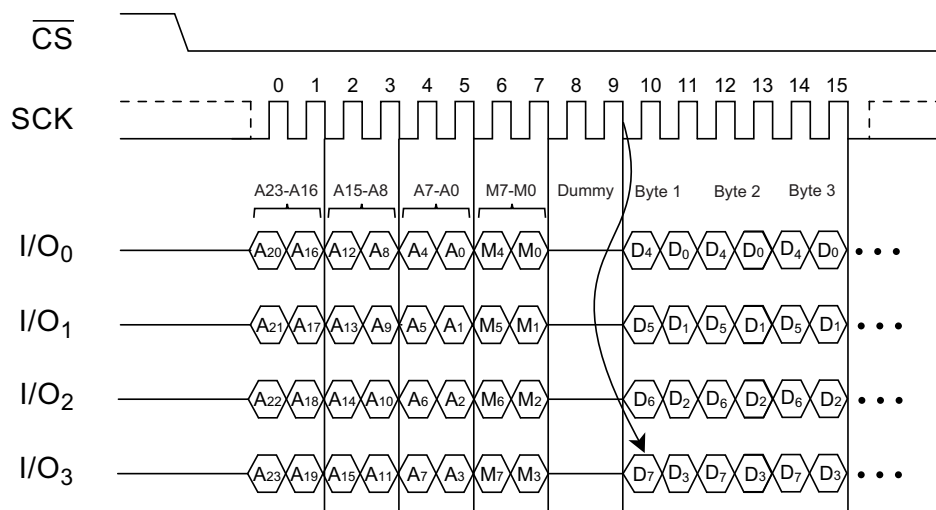 CS
0 1 2 3 4 5 6 7 8 9 10 11 12 13 14 15
SCK
A23-A16 A15-A8 A7-A0 M7-M0 Dummy Byte 1 Byte 2 Byte 3
I/O0 A20 A16 A12 A8 A4 A0 M4 M0 D4 D0 D4 D0 D4 D0
I/O1 A21 A17 A13 A9 A5 A1 M5 M1 D5 D1 D5 D1 D5 D1
I/O2 A22 A18 A14 A10 A6 A2 M6 M2 D6 D2 D6 D2 D6 D2
I/O3 A23 A19 A15 A11 A7 A3 M7 M3 D7 D3 D7 D3 D7 D3